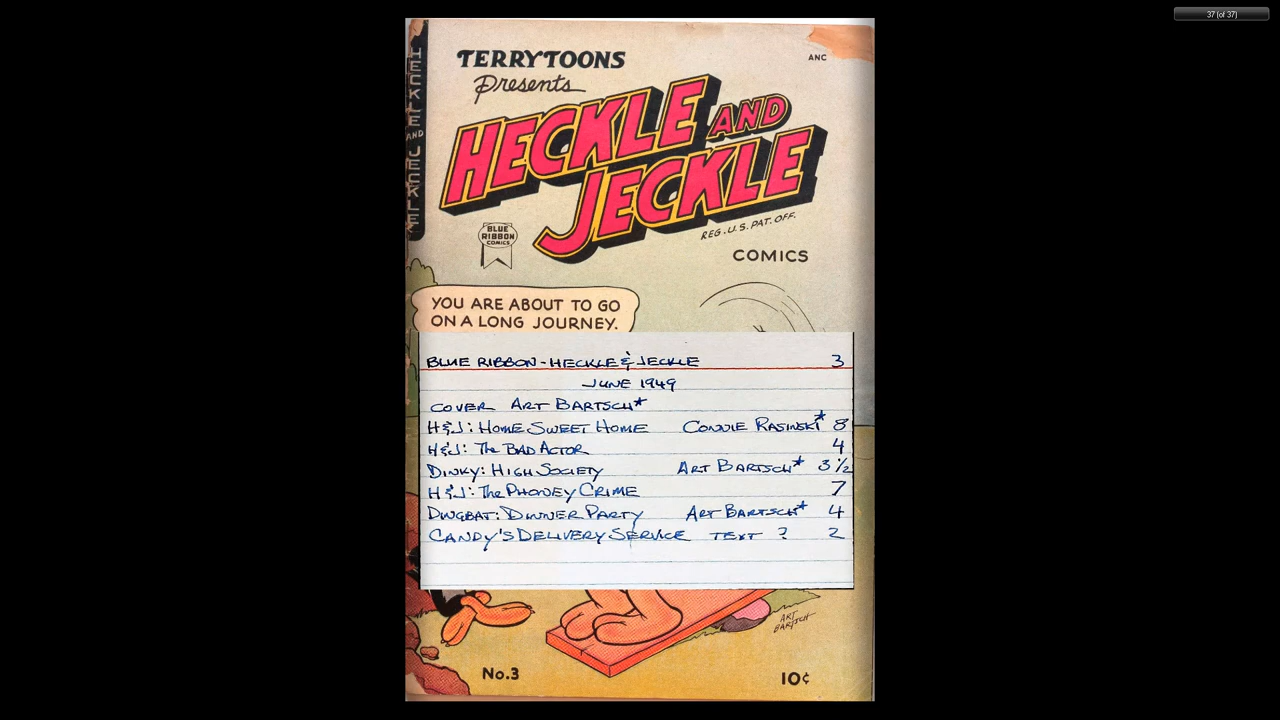 37 (of 37)
HECKLE AND JECKLE
TERRYTOONS
ANC
Presents
HECKLE AND
JECKLE
REG. U.S. PAT. OFF.
BLUE
RIBBON
COMICS
COMICS
YOU ARE ABOUT TO GO
ON A LONG JOURNEY.
BLUE RIBBON - HECKLE & JECKLE 3
JUNE 1949
COVER ART BARTSCH*
H&J: HOME SWEET HOME CONNIE RASINSKI* 8
H&J: The BAD ACTOR 4
DINKY: HIGH SOCIETY ART BARTSCH* 3 1/2
H&J: The PHONEY CRIME 7
DINGBAT: DINNER PARTY ART BARTSCH* 4
CANDY'S DELIVERY SERVICE TEXT ? 2
ART
BARTSCH
No.3
10¢